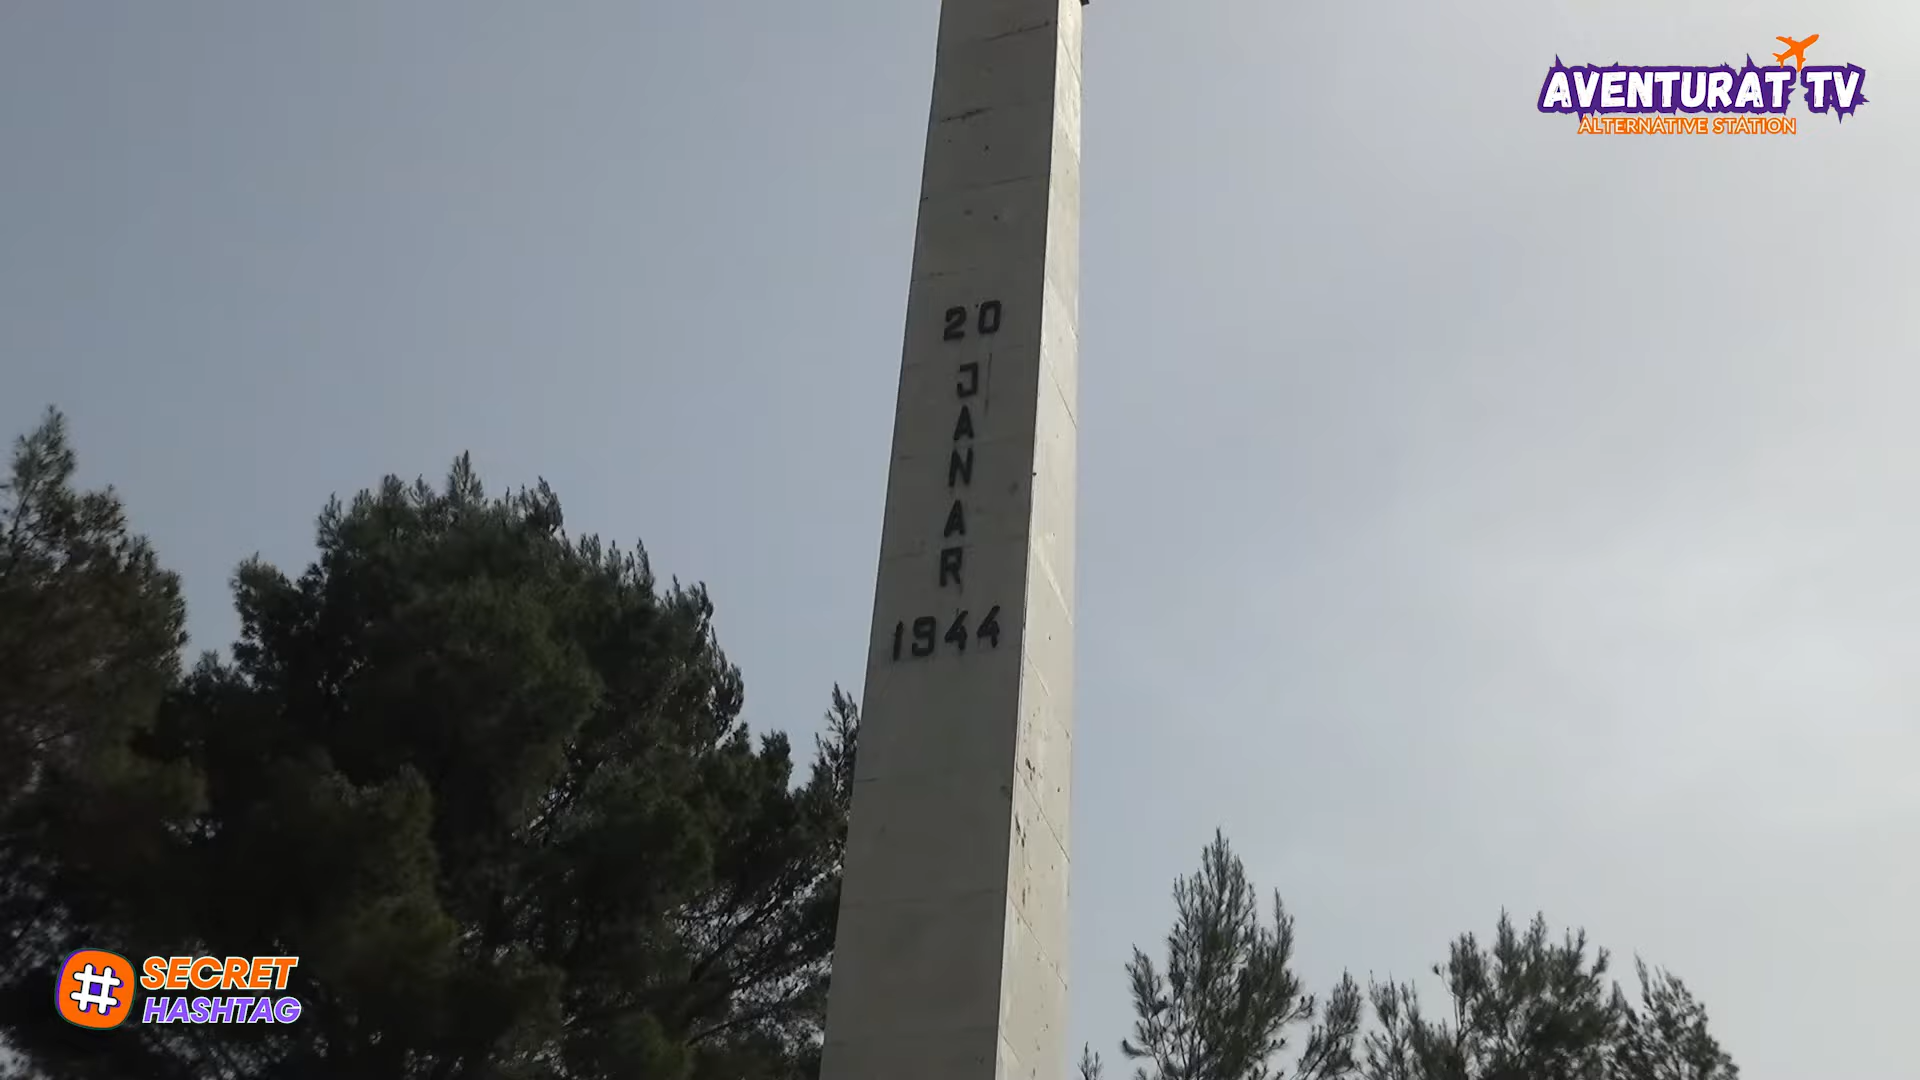 AVENTURAT TV
ALTERNATIVE STATION
20
JANAR
1944
# SECRET
HASHTAG